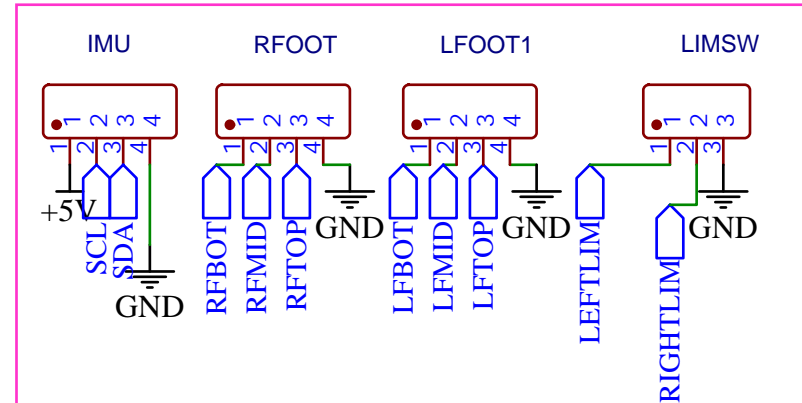 IMU RFOOT LFOOT1 LIMSW
1 2 3 4 1 2 3 4 1 2 3 4 1 2 3
1 2 3 4 1 2 3 4 1 2 3 4 1 2 3
+5V SCL SDA GND
RFBOT RFMID RFTOP GND
LFBOT LFMID LFTOP GND
LEFTLIM RIGHTLIM GND